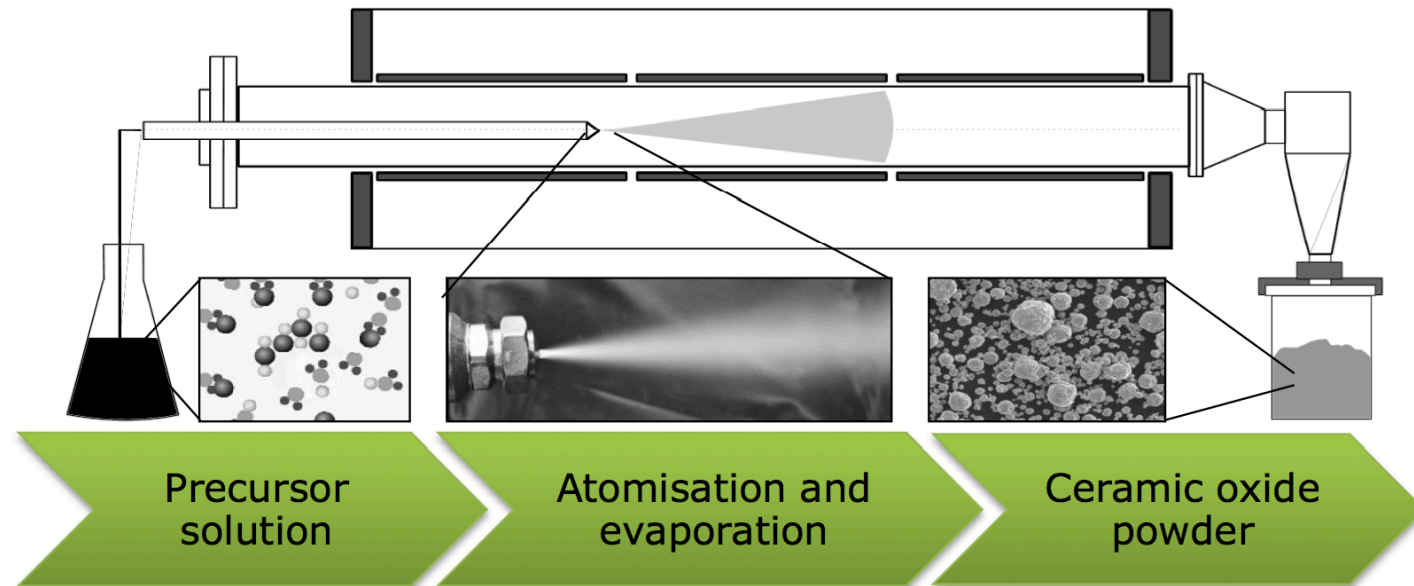 Precursor
solution
Atomisation and
evaporation
Ceramic oxide
powder